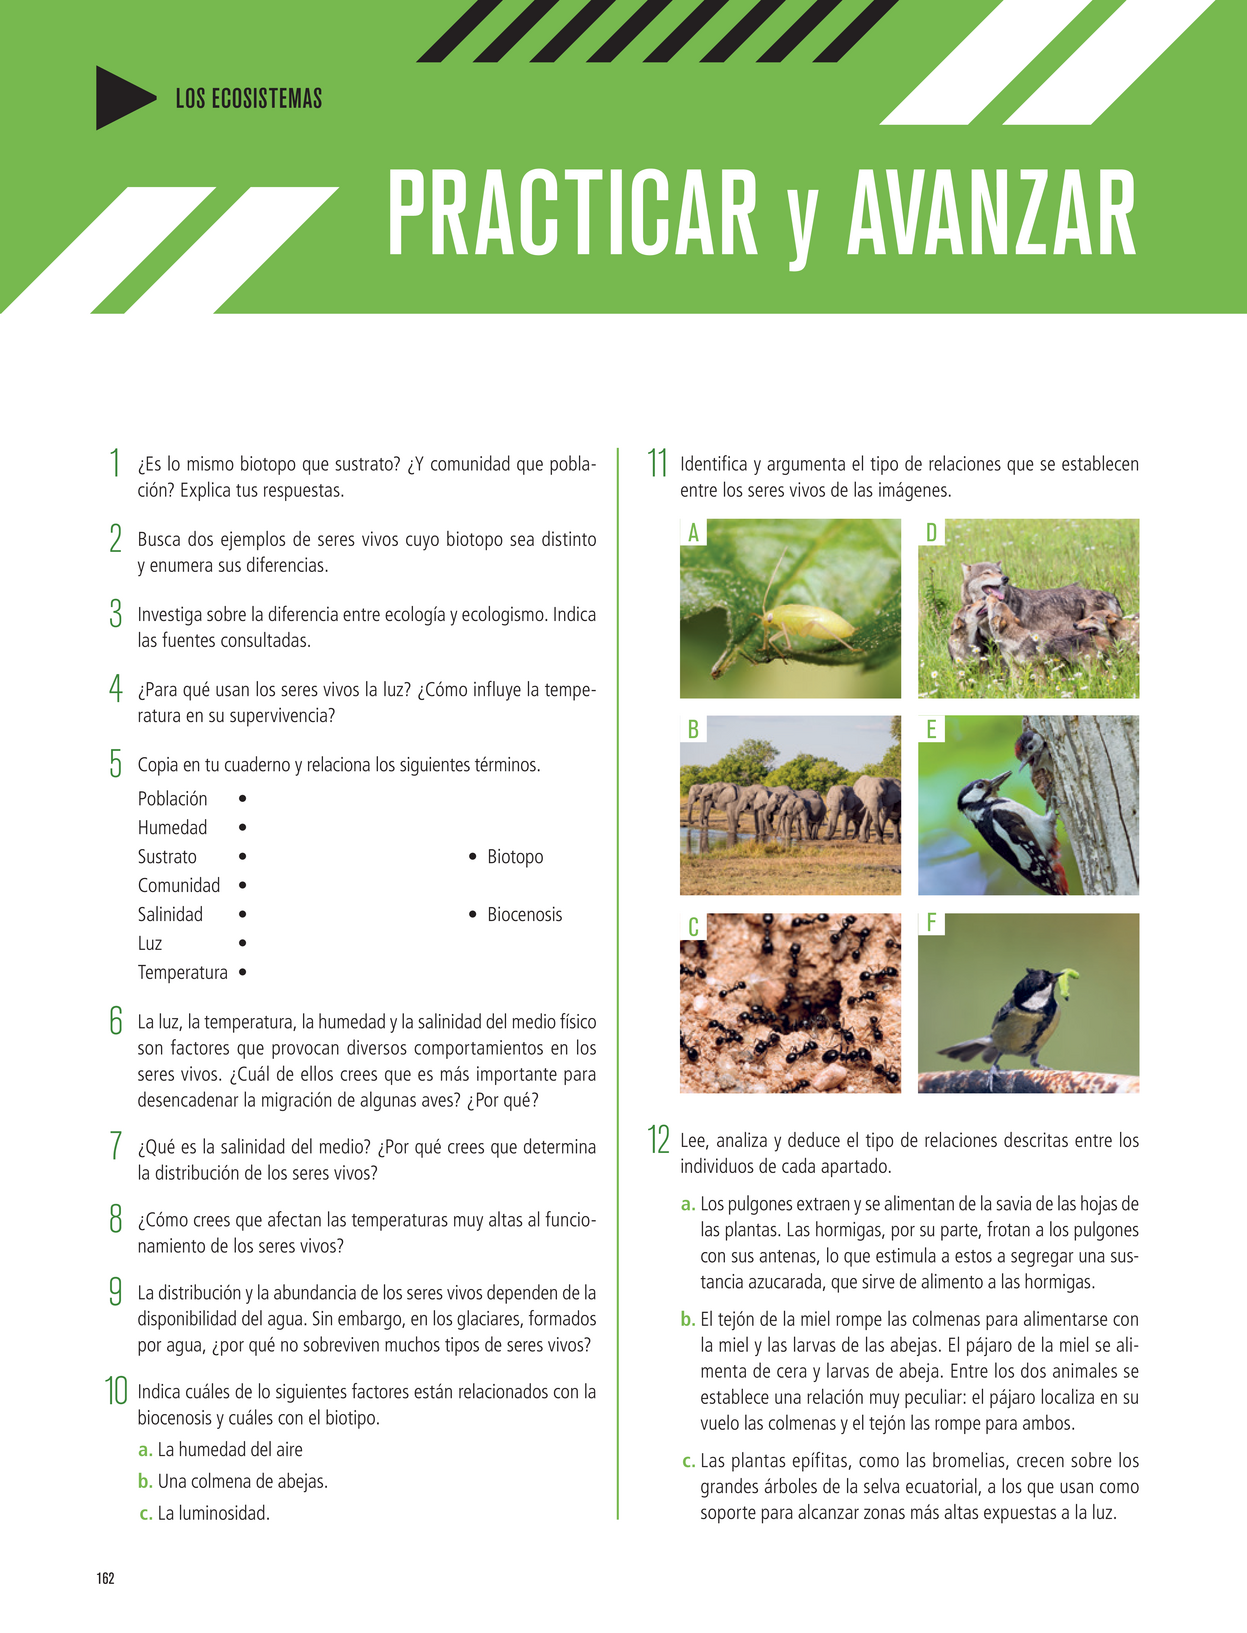 LOS ECOSISTEMAS
PRACTICAR y AVANZAR
1 ¿Es lo mismo biotopo que sustrato? ¿Y comunidad que pobla-
ción? Explica tus respuestas.
2 Busca dos ejemplos de seres vivos cuyo biotopo sea distinto
y enumera sus diferencias.
3 Investiga sobre la diferencia entre ecología y ecologismo. Indica
las fuentes consultadas.
4 ¿Para qué usan los seres vivos la luz? ¿Cómo influye la tempe-
ratura en su supervivencia?
5 Copia en tu cuaderno y relaciona los siguientes términos.
Población •
Humedad •
Sustrato • • Biotopo
Comunidad •
Salinidad • • Biocenosis
Luz •
Temperatura •
6 La luz, la temperatura, la humedad y la salinidad del medio físico
son factores que provocan diversos comportamientos en los
seres vivos. ¿Cuál de ellos crees que es más importante para
desencadenar la migración de algunas aves? ¿Por qué?
7 ¿Qué es la salinidad del medio? ¿Por qué crees que determina
la distribución de los seres vivos?
8 ¿Cómo crees que afectan las temperaturas muy altas al funcio-
namiento de los seres vivos?
9 La distribución y la abundancia de los seres vivos dependen de la
disponibilidad del agua. Sin embargo, en los glaciares, formados
por agua, ¿por qué no sobreviven muchos tipos de seres vivos?
10 Indica cuáles de lo siguientes factores están relacionados con la
biocenosis y cuáles con el biotipo.
a. La humedad del aire
b. Una colmena de abejas.
c. La luminosidad.
11 Identifica y argumenta el tipo de relaciones que se establecen
entre los seres vivos de las imágenes.
A
D
B
E
C
F
12 Lee, analiza y deduce el tipo de relaciones descritas entre los
individuos de cada apartado.
a. Los pulgones extraen y se alimentan de la savia de las hojas de
las plantas. Las hormigas, por su parte, frotan a los pulgones
con sus antenas, lo que estimula a estos a segregar una sus-
tancia azucarada, que sirve de alimento a las hormigas.
b. El tejón de la miel rompe las colmenas para alimentarse con
la miel y las larvas de las abejas. El pájaro de la miel se ali-
menta de cera y larvas de abeja. Entre los dos animales se
establece una relación muy peculiar: el pájaro localiza en su
vuelo las colmenas y el tejón las rompe para ambos.
c. Las plantas epífitas, como las bromelias, crecen sobre los
grandes árboles de la selva ecuatorial, a los que usan como
soporte para alcanzar zonas más altas expuestas a la luz.
162